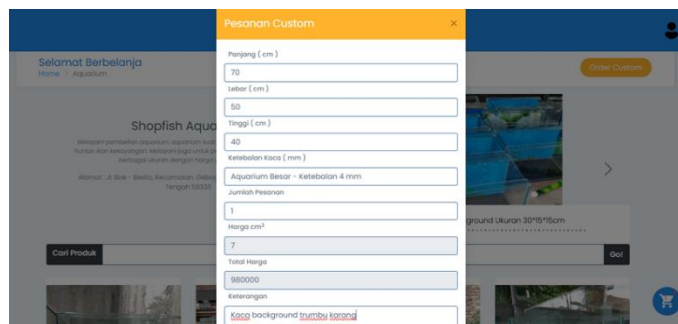 Pesanan Custom ×
Selamat Berbelanja
Home > Aquarium
Order Custom
Panjang ( cm )
70
Lebar ( cm )
50
Tinggi ( cm )
40
Ketebalan Kaca ( mm )
Aquarium Besar - Ketebalan 4 mm
Jumlah Pesanan
1
Harga cm³
7
Total Harga
980000
Keterangan
Kaca background trumbu karang
Shopfish Aqua
Tengah 59333
ground Ukuran 30*15*15cm
Cari Produk
Go!